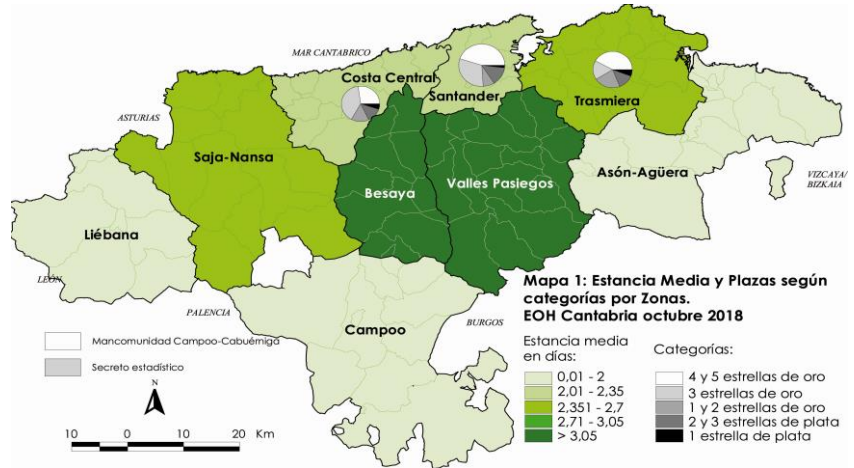 MAR CANTABRICO
Costa Central
Santander
Trasmiera
ASTURIAS
Saja-Nansa
Besaya
Valles Pasiegos
Asón-Agüera
VIZCAYA/
BIZKAIA
Liébana
LEÓN
PALENCIA
Campoo
BURGOS
Mapa 1: Estancia Media y Plazas según
categorías por Zonas.
EOH Cantabria octubre 2018
Mancomunidad Campoo-Cabuérniga
Secreto estadístico
N
10 0 10 20 Km
Estancia media
en días:
0,01 - 2
2,01 - 2,35
2,351 - 2,7
2,71 - 3,05
> 3,05
Categorías:
4 y 5 estrellas de oro
3 estrellas de oro
1 y 2 estrellas de oro
2 y 3 estrellas de plata
1 estrella de plata